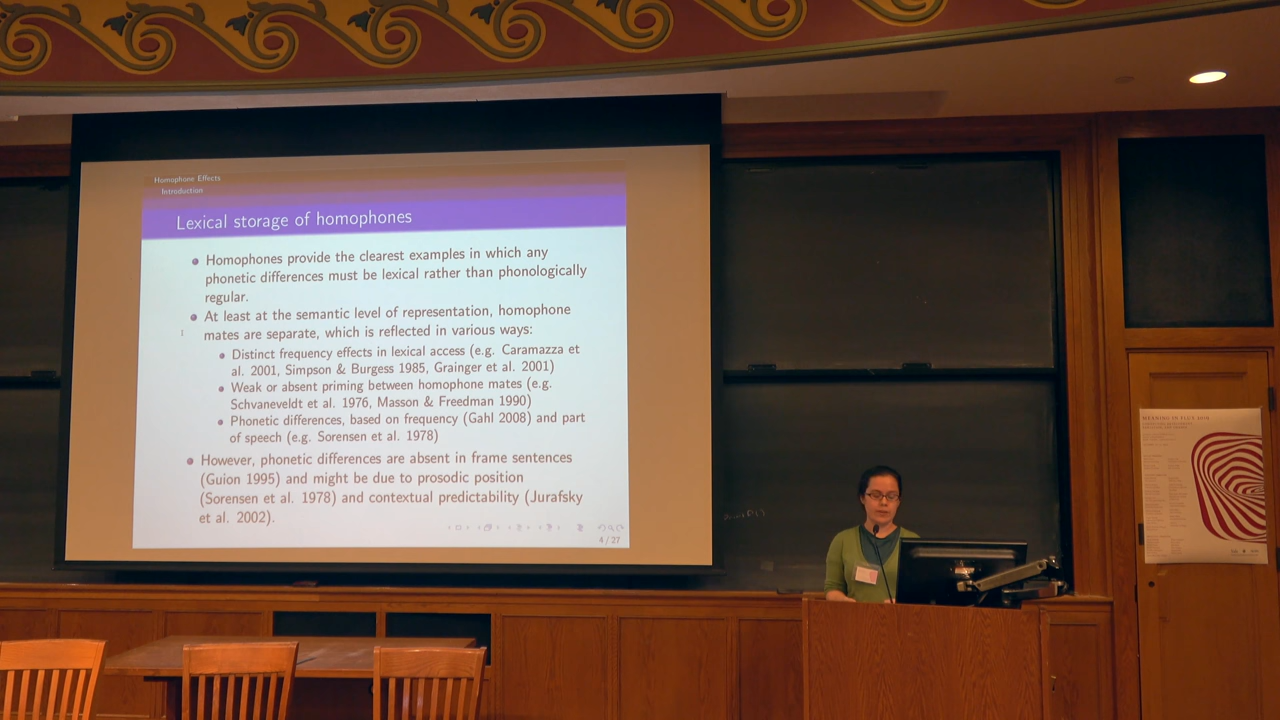 Homophone Effects
Introduction
Lexical storage of homophones
Homophones provide the clearest examples in which any
phonetic differences must be lexical rather than phonologically
regular.
At least at the semantic level of representation, homophone
mates are separate, which is reflected in various ways:
Distinct frequency effects in lexical access (e.g. Caramazza et
al. 2001, Simpson & Burgess 1985, Grainger et al. 2001)
Weak or absent priming between homophone mates (e.g.
Schvaneveldt et al. 1976, Masson & Freedman 1990)
Phonetic differences, based on frequency (Gahl 2008) and part
of speech (e.g. Sorensen et al. 1978)
However, phonetic differences are absent in frame sentences
(Guion 1995) and might be due to prosodic position
(Sorensen et al. 1978) and contextual predictability (Jurafsky
et al. 2002).
4/27
MEANING IN FLUX 2019